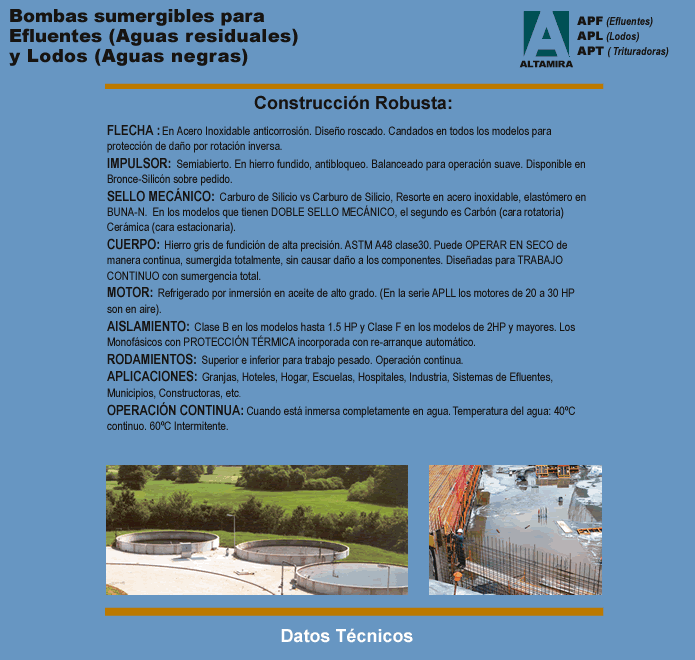 Bombas sumergibles para
Efluentes (Aguas residuales)
y Lodos (Aguas negras)
ALTAMIRA
APF (Efluentes)
APL (Lodos)
APT ( Trituradoras)
Construcción Robusta:
FLECHA : En Acero Inoxidable anticorrosión. Diseño roscado. Candados en todos los modelos para
protección de daño por rotación inversa.
IMPULSOR: Semiabierto. En hierro fundido, antibloqueo. Balanceado para operación suave. Disponible en
Bronce-Silicón sobre pedido.
SELLO MECÁNICO: Carburo de Silicio vs Carburo de Silicio, Resorte en acero inoxidable, elastómero en
BUNA-N. En los modelos que tienen DOBLE SELLO MECÁNICO, el segundo es Carbón (cara rotatoria)
Cerámica (cara estacionaria).
CUERPO: Hierro gris de fundición de alta precisión. ASTM A48 clase30. Puede OPERAR EN SECO de
manera continua, sumergida totalmente, sin causar daño a los componentes. Diseñadas para TRABAJO
CONTINUO con sumergencia total.
MOTOR: Refrigerado por inmersión en aceite de alto grado. (En la serie APLL los motores de 20 a 30 HP
son en aire).
AISLAMIENTO: Clase B en los modelos hasta 1.5 HP y Clase F en los modelos de 2HP y mayores. Los
Monofásicos con PROTECCIÓN TÉRMICA incorporada con re-arranque automático.
RODAMIENTOS: Superior e inferior para trabajo pesado. Operación continua.
APLICACIONES: Granjas, Hoteles, Hogar, Escuelas, Hospitales, Industria, Sistemas de Efluentes,
Municipios, Constructoras, etc.
OPERACIÓN CONTINUA: Cuando está inmersa completamente en agua. Temperatura del agua: 40ºC
continuo. 60ºC Intermitente.
Datos Técnicos